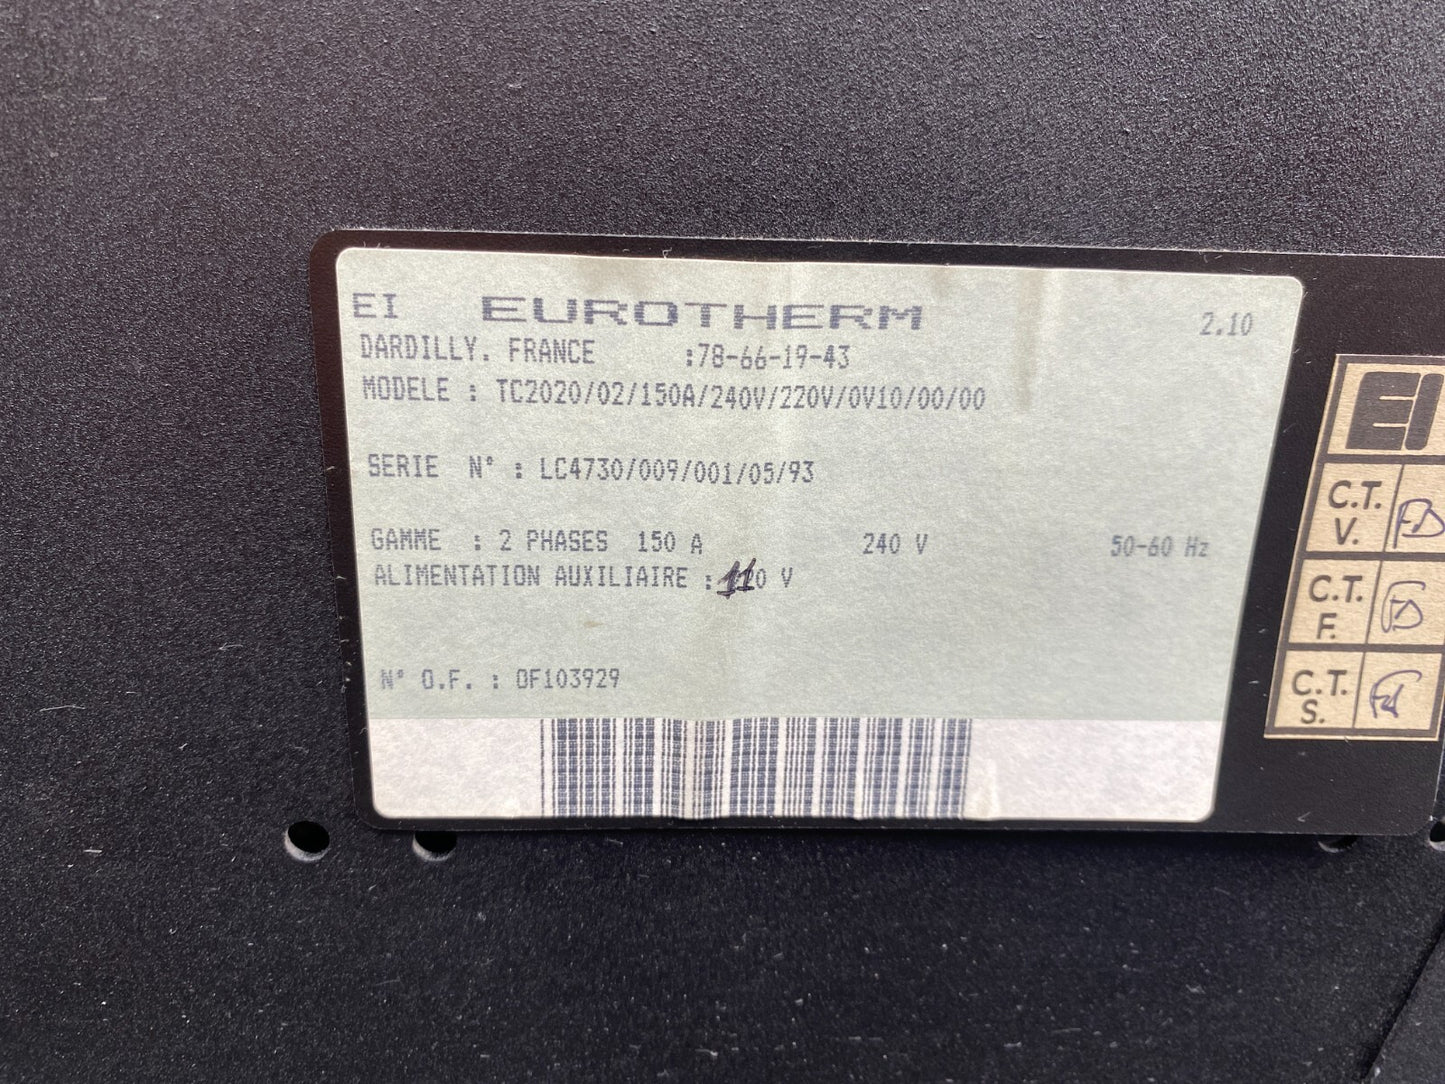 EI EUROTHERM 2.10
DARDILLY. FRANCE :78-66-19-43
MODELE : TC2020/02/150A/240V/220V/0V10/00/00
SERIE N° : LC4730/009/001/05/93
GAMME : 2 PHASES 150 A 240 V 50-60 Hz
ALIMENTATION AUXILIAIRE : 110 V
N° O.F. : OF103929
EI
C.T.
V.
C.T.
F.
C.T.
S.